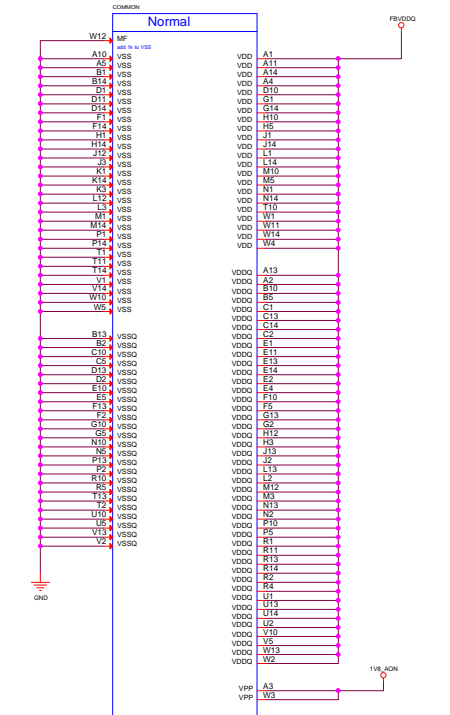 COMMON
Normal
W12 MF
add 1k to VSS
A10 VSS
A5 VSS
B1 VSS
B14 VSS
D1 VSS
D11 VSS
D14 VSS
F1 VSS
F14 VSS
H1 VSS
H14 VSS
J12 VSS
J3 VSS
K1 VSS
K14 VSS
K3 VSS
L12 VSS
L3 VSS
M1 VSS
M14 VSS
P1 VSS
P14 VSS
T1 VSS
T11 VSS
T14 VSS
V1 VSS
V14 VSS
W10 VSS
W5 VSS
B13 VSSQ
B2 VSSQ
C10 VSSQ
C5 VSSQ
D13 VSSQ
D2 VSSQ
E10 VSSQ
E5 VSSQ
F13 VSSQ
F2 VSSQ
G10 VSSQ
G5 VSSQ
N10 VSSQ
N5 VSSQ
P13 VSSQ
P2 VSSQ
R10 VSSQ
R5 VSSQ
T13 VSSQ
T2 VSSQ
U10 VSSQ
U5 VSSQ
V13 VSSQ
V2 VSSQ
GND
FBVDDQ
VDD A1
VDD A11
VDD A14
VDD A4
VDD D10
VDD G1
VDD G14
VDD H10
VDD H5
VDD J1
VDD J14
VDD L1
VDD L14
VDD M10
VDD M5
VDD N1
VDD N14
VDD T10
VDD W1
VDD W11
VDD W14
VDD W4
VDDQ A13
VDDQ A2
VDDQ B10
VDDQ B5
VDDQ C1
VDDQ C13
VDDQ C14
VDDQ C2
VDDQ E1
VDDQ E11
VDDQ E13
VDDQ E14
VDDQ E2
VDDQ E4
VDDQ F10
VDDQ F5
VDDQ G13
VDDQ G2
VDDQ H12
VDDQ H3
VDDQ J13
VDDQ J2
VDDQ L13
VDDQ L2
VDDQ M12
VDDQ M3
VDDQ N13
VDDQ N2
VDDQ P10
VDDQ P5
VDDQ R1
VDDQ R11
VDDQ R13
VDDQ R14
VDDQ R2
VDDQ R4
VDDQ U1
VDDQ U13
VDDQ U14
VDDQ U2
VDDQ V10
VDDQ V5
VDDQ W13
VDDQ W2
1V8_AON
VPP A3
VPP W3